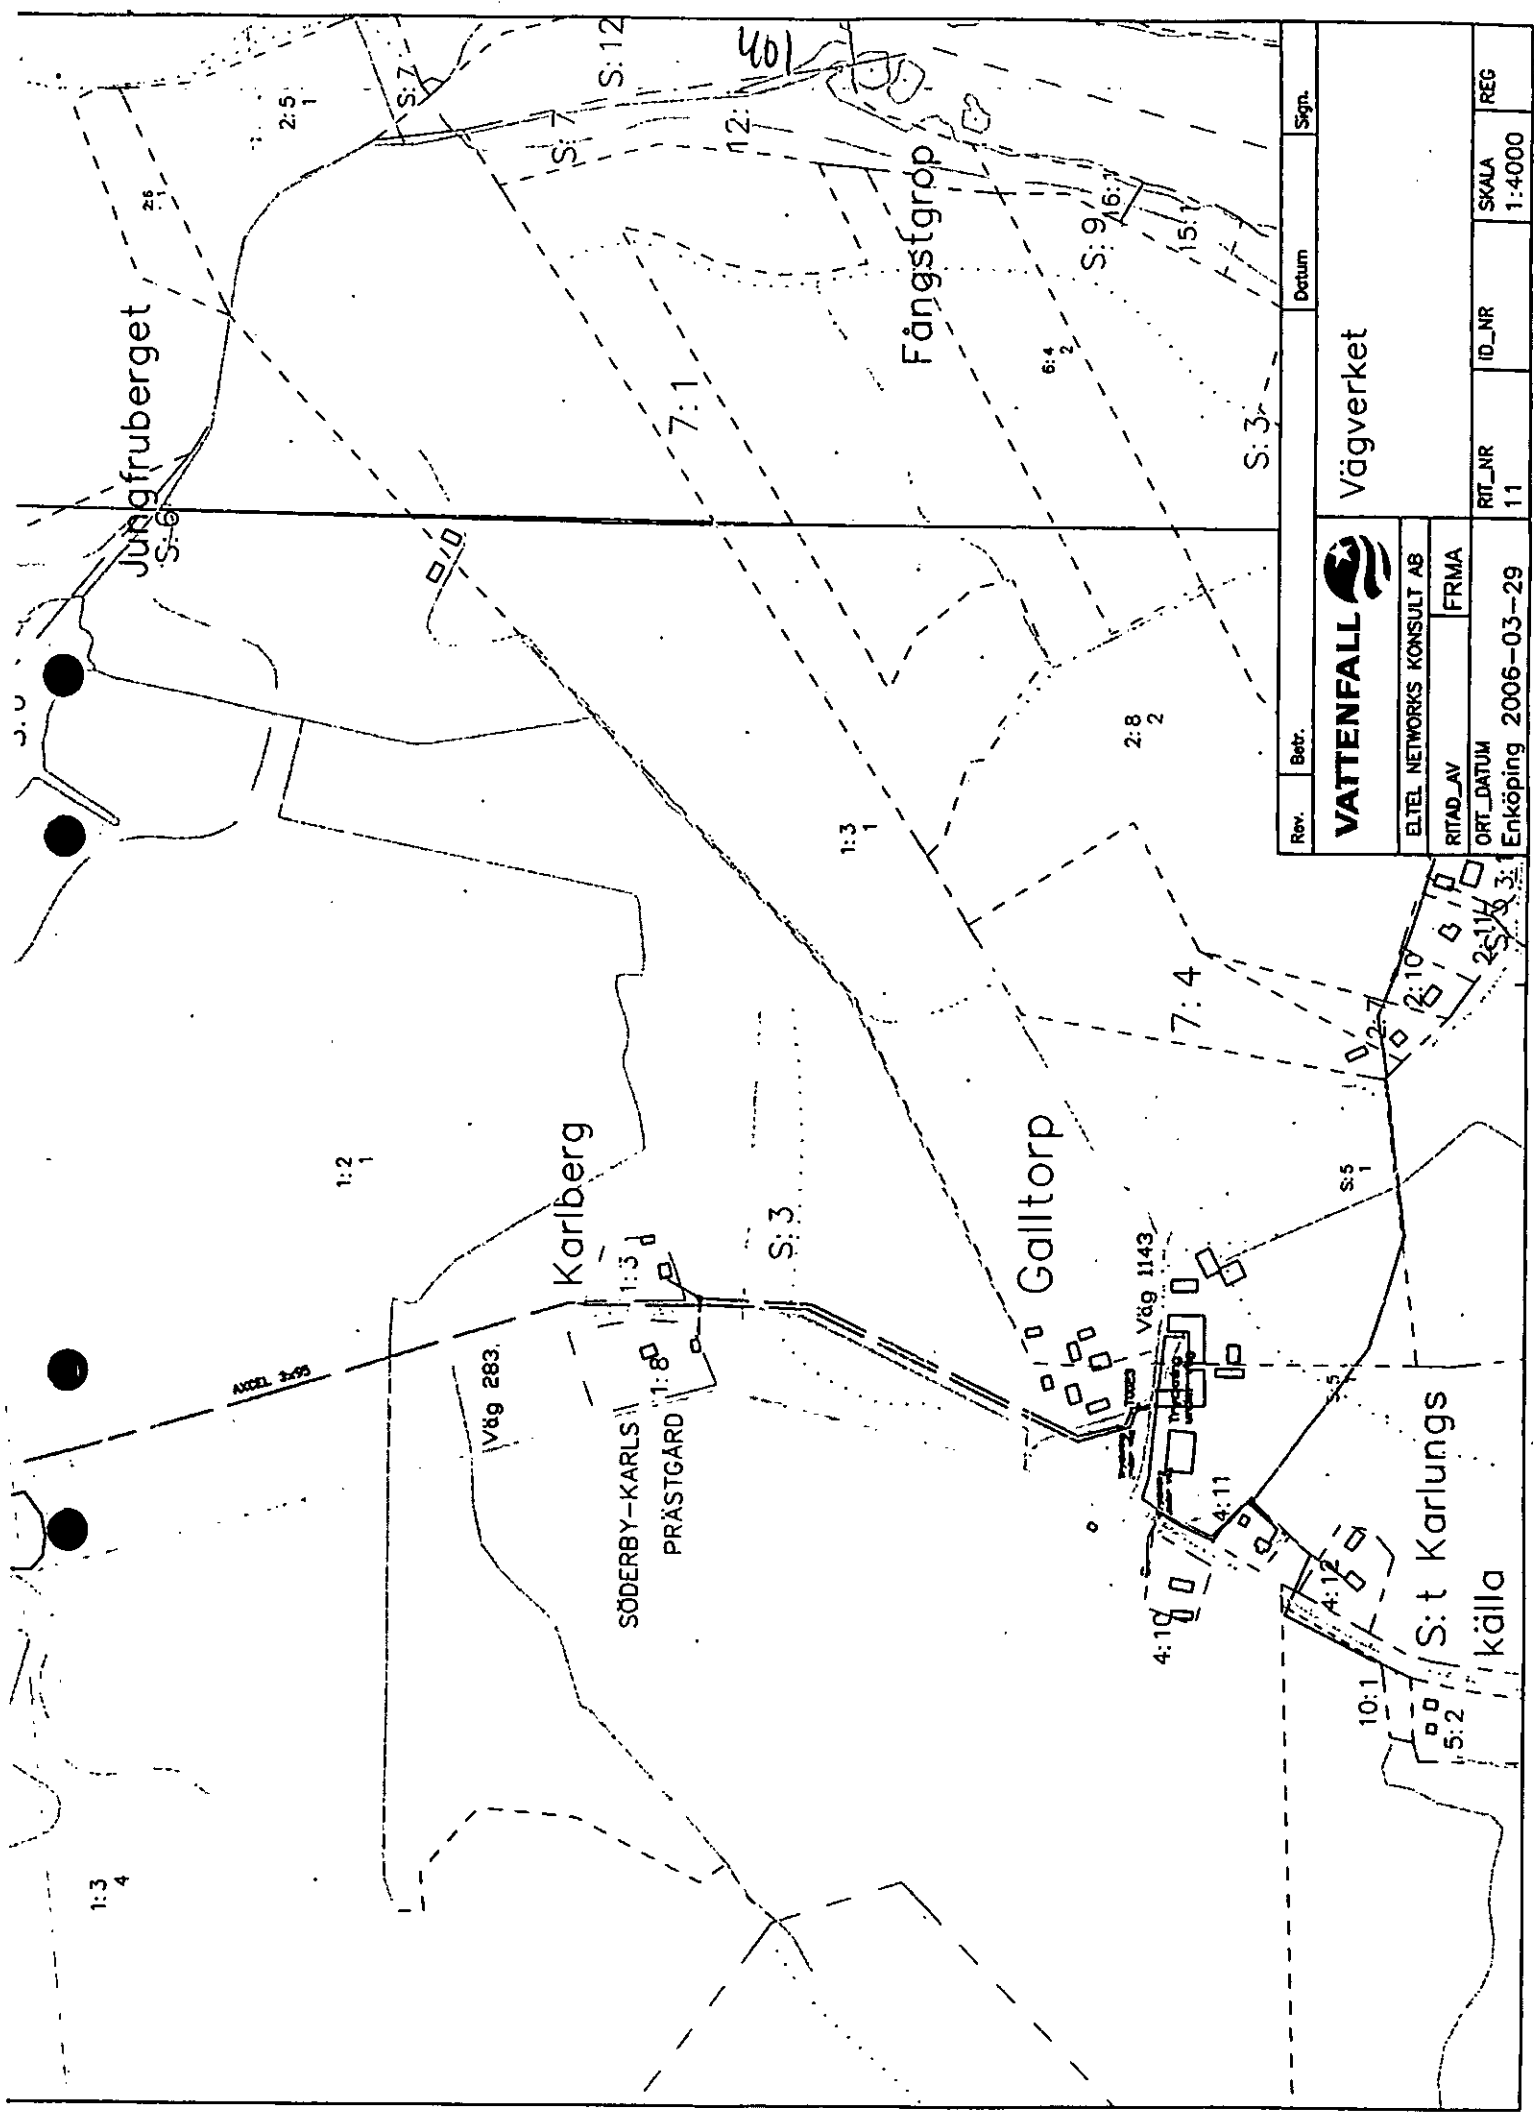 1:3
4
AXCEL 3x95
Väg 283.
1:2
1
SÖDERBY-KARLS
PRÄSTGÅRD
1:8
1:3
Karlberg
S:3
Jungfruberget
S:6
2:6
1
2:5
1
S:7
S:7
S:12
12:
7:1
Fångstgrop
S:9
16:1
15:1
6:4
2
S:3
1:3
1
2:8
2
7:4
Galltorp
Väg 1143
4:10
4:11
4:12
S:5
S:5
1
2:7
2:10
2:11
3:1
10:1
5:2
S:t Karlungs
källa
Rev.
Betr.
Datum
Sign.
VATTENFALL
Vägverket
ELTEL NETWORKS KONSULT AB
RITAD_AV
FRMA
ORT_DATUM
Enköping 2006-03-29
RIT_NR
11
ID_NR
SKALA
1:4000
REG